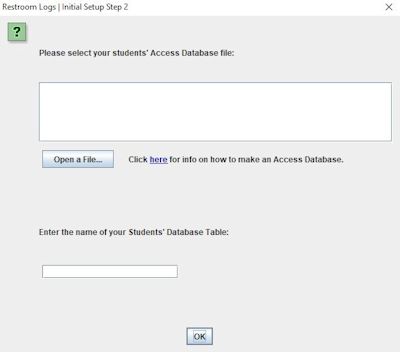 Restroom Logs | Initial Setup Step 2
?
Please select your students' Access Database file:
Open a File...
Click here for info on how to make an Access Database.
Enter the name of your Students' Database Table:
OK